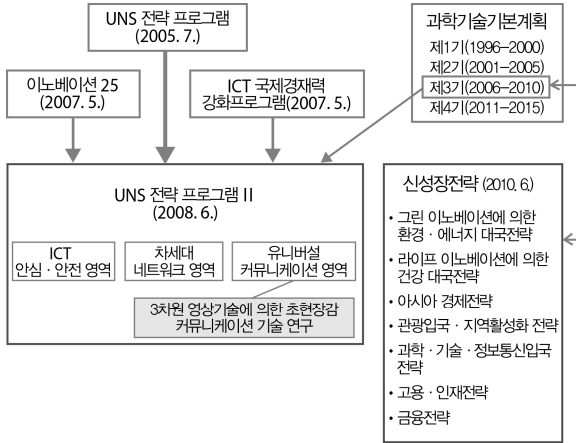 UNS 전략 프로그램
(2005. 7.)
이노베이션 25
(2007. 5.)
ICT 국제경재력
강화프로그램(2007. 5.)
과학기술기본계획
제1기(1996-2000)
제2기(2001-2005)
제3기(2006-2010)
제4기(2011-2015)
UNS 전략 프로그램 II
(2008. 6.)
ICT
안심 · 안전 영역
차세대
네트워크 영역
유니버설
커뮤니케이션 영역
3차원 영상기술에 의한 초현장감
커뮤니케이션 기술 연구
신성장전략 (2010. 6.)
• 그린 이노베이션에 의한
환경 · 에너지 대국전략
• 라이프 이노베이션에 의한
건강 대국전략
• 아시아 경제전략
• 관광입국 · 지역활성화 전략
• 과학 · 기술 · 정보통신입국
전략
• 고용 · 인재전략
• 금융전략